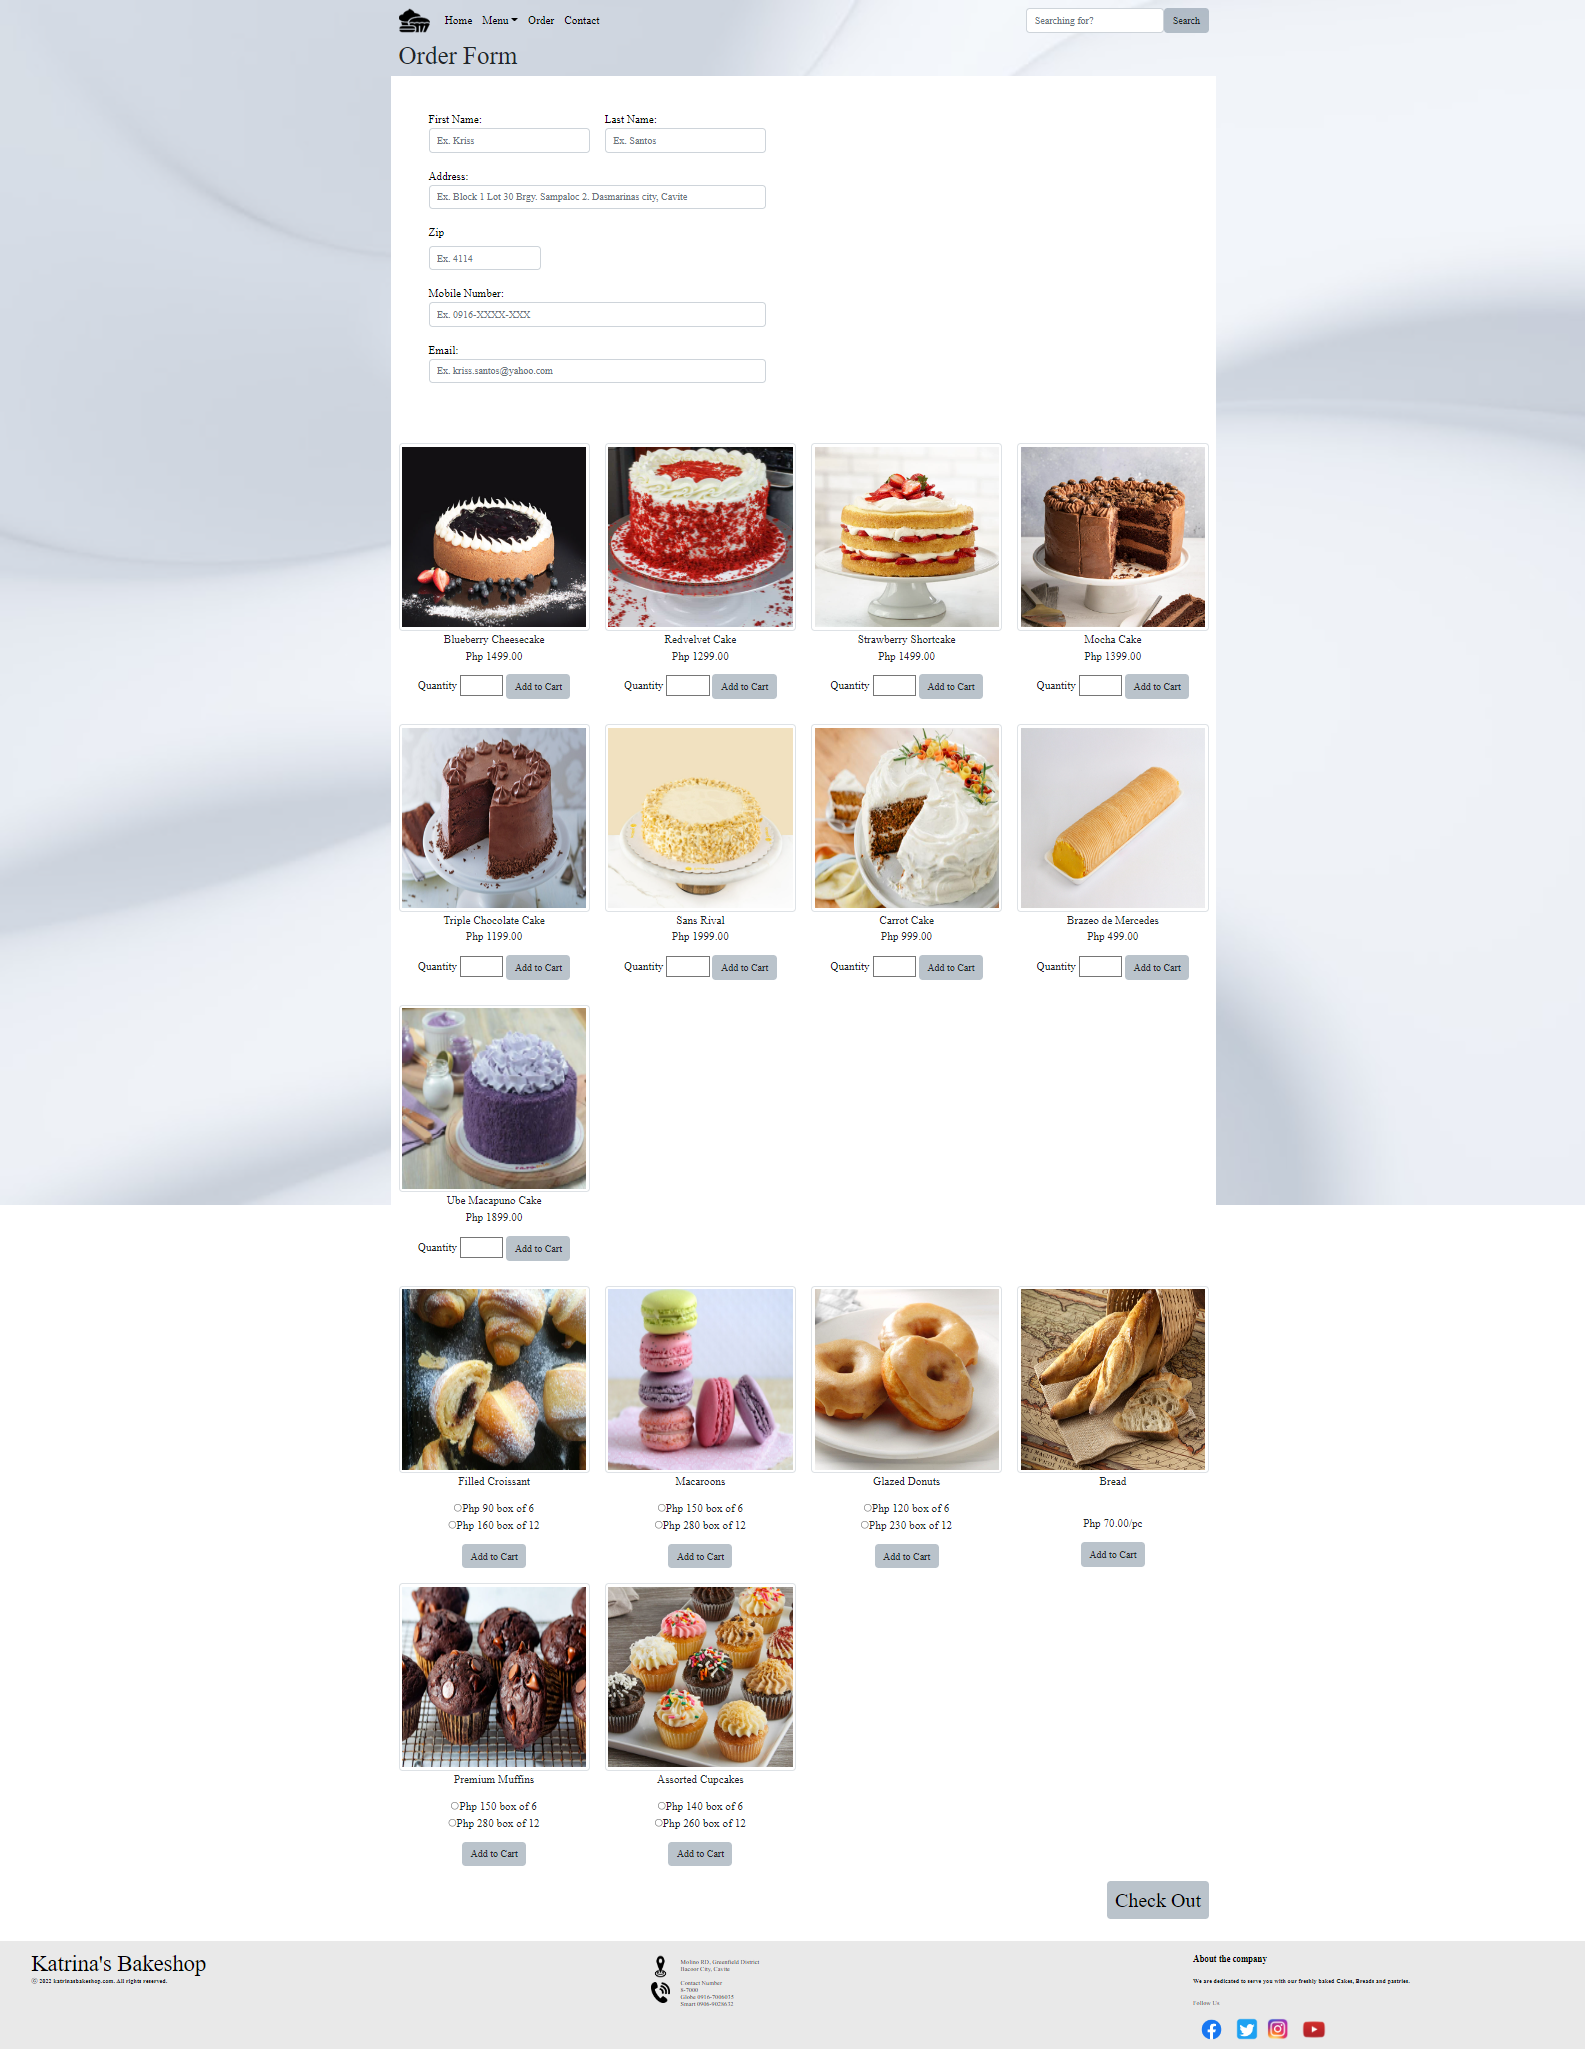 Home Menu Order Contact
Searching for? Search
Order Form
First Name: Last Name:
Ex. Kriss Ex. Santos
Address:
Ex. Block 1 Lot 30 Brgy. Sampaloc 2. Dasmarinas city, Cavite
Zip
Ex. 4114
Mobile Number:
Ex. 0916-XXXX-XXX
Email:
Ex. kriss.santos@yahoo.com
Blueberry Cheesecake Redvelvet Cake Strawberry Shortcake Mocha Cake
Php 1499.00 Php 1299.00 Php 1499.00 Php 1399.00
Quantity Add to Cart Quantity Add to Cart Quantity Add to Cart Quantity Add to Cart
Triple Chocolate Cake Sans Rival Carrot Cake Brazeo de Mercedes
Php 1199.00 Php 1999.00 Php 999.00 Php 499.00
Quantity Add to Cart Quantity Add to Cart Quantity Add to Cart Quantity Add to Cart
Ube Macapuno Cake
Php 1899.00
Quantity Add to Cart
Filled Croissant Macaroons Glazed Donuts Bread
Php 90 box of 6 Php 150 box of 6 Php 120 box of 6
Php 160 box of 12 Php 280 box of 12 Php 230 box of 12 Php 70.00/pc
Add to Cart Add to Cart Add to Cart Add to Cart
Premium Muffins Assorted Cupcakes
Php 150 box of 6 Php 140 box of 6
Php 280 box of 12 Php 260 box of 12
Add to Cart Add to Cart
Check Out
Katrina's Bakeshop
© 2022 katrinasbakeshop.com. All rights reserved.
Molino RD, Greenfield District
Bacoor City, Cavite
Contact Number
8-7000
Globe 0916-7006035
Smart 0906-9028632
About the company
We are dedicated to serve you with our freshly baked Cakes, Breads and pastries.
Follow Us